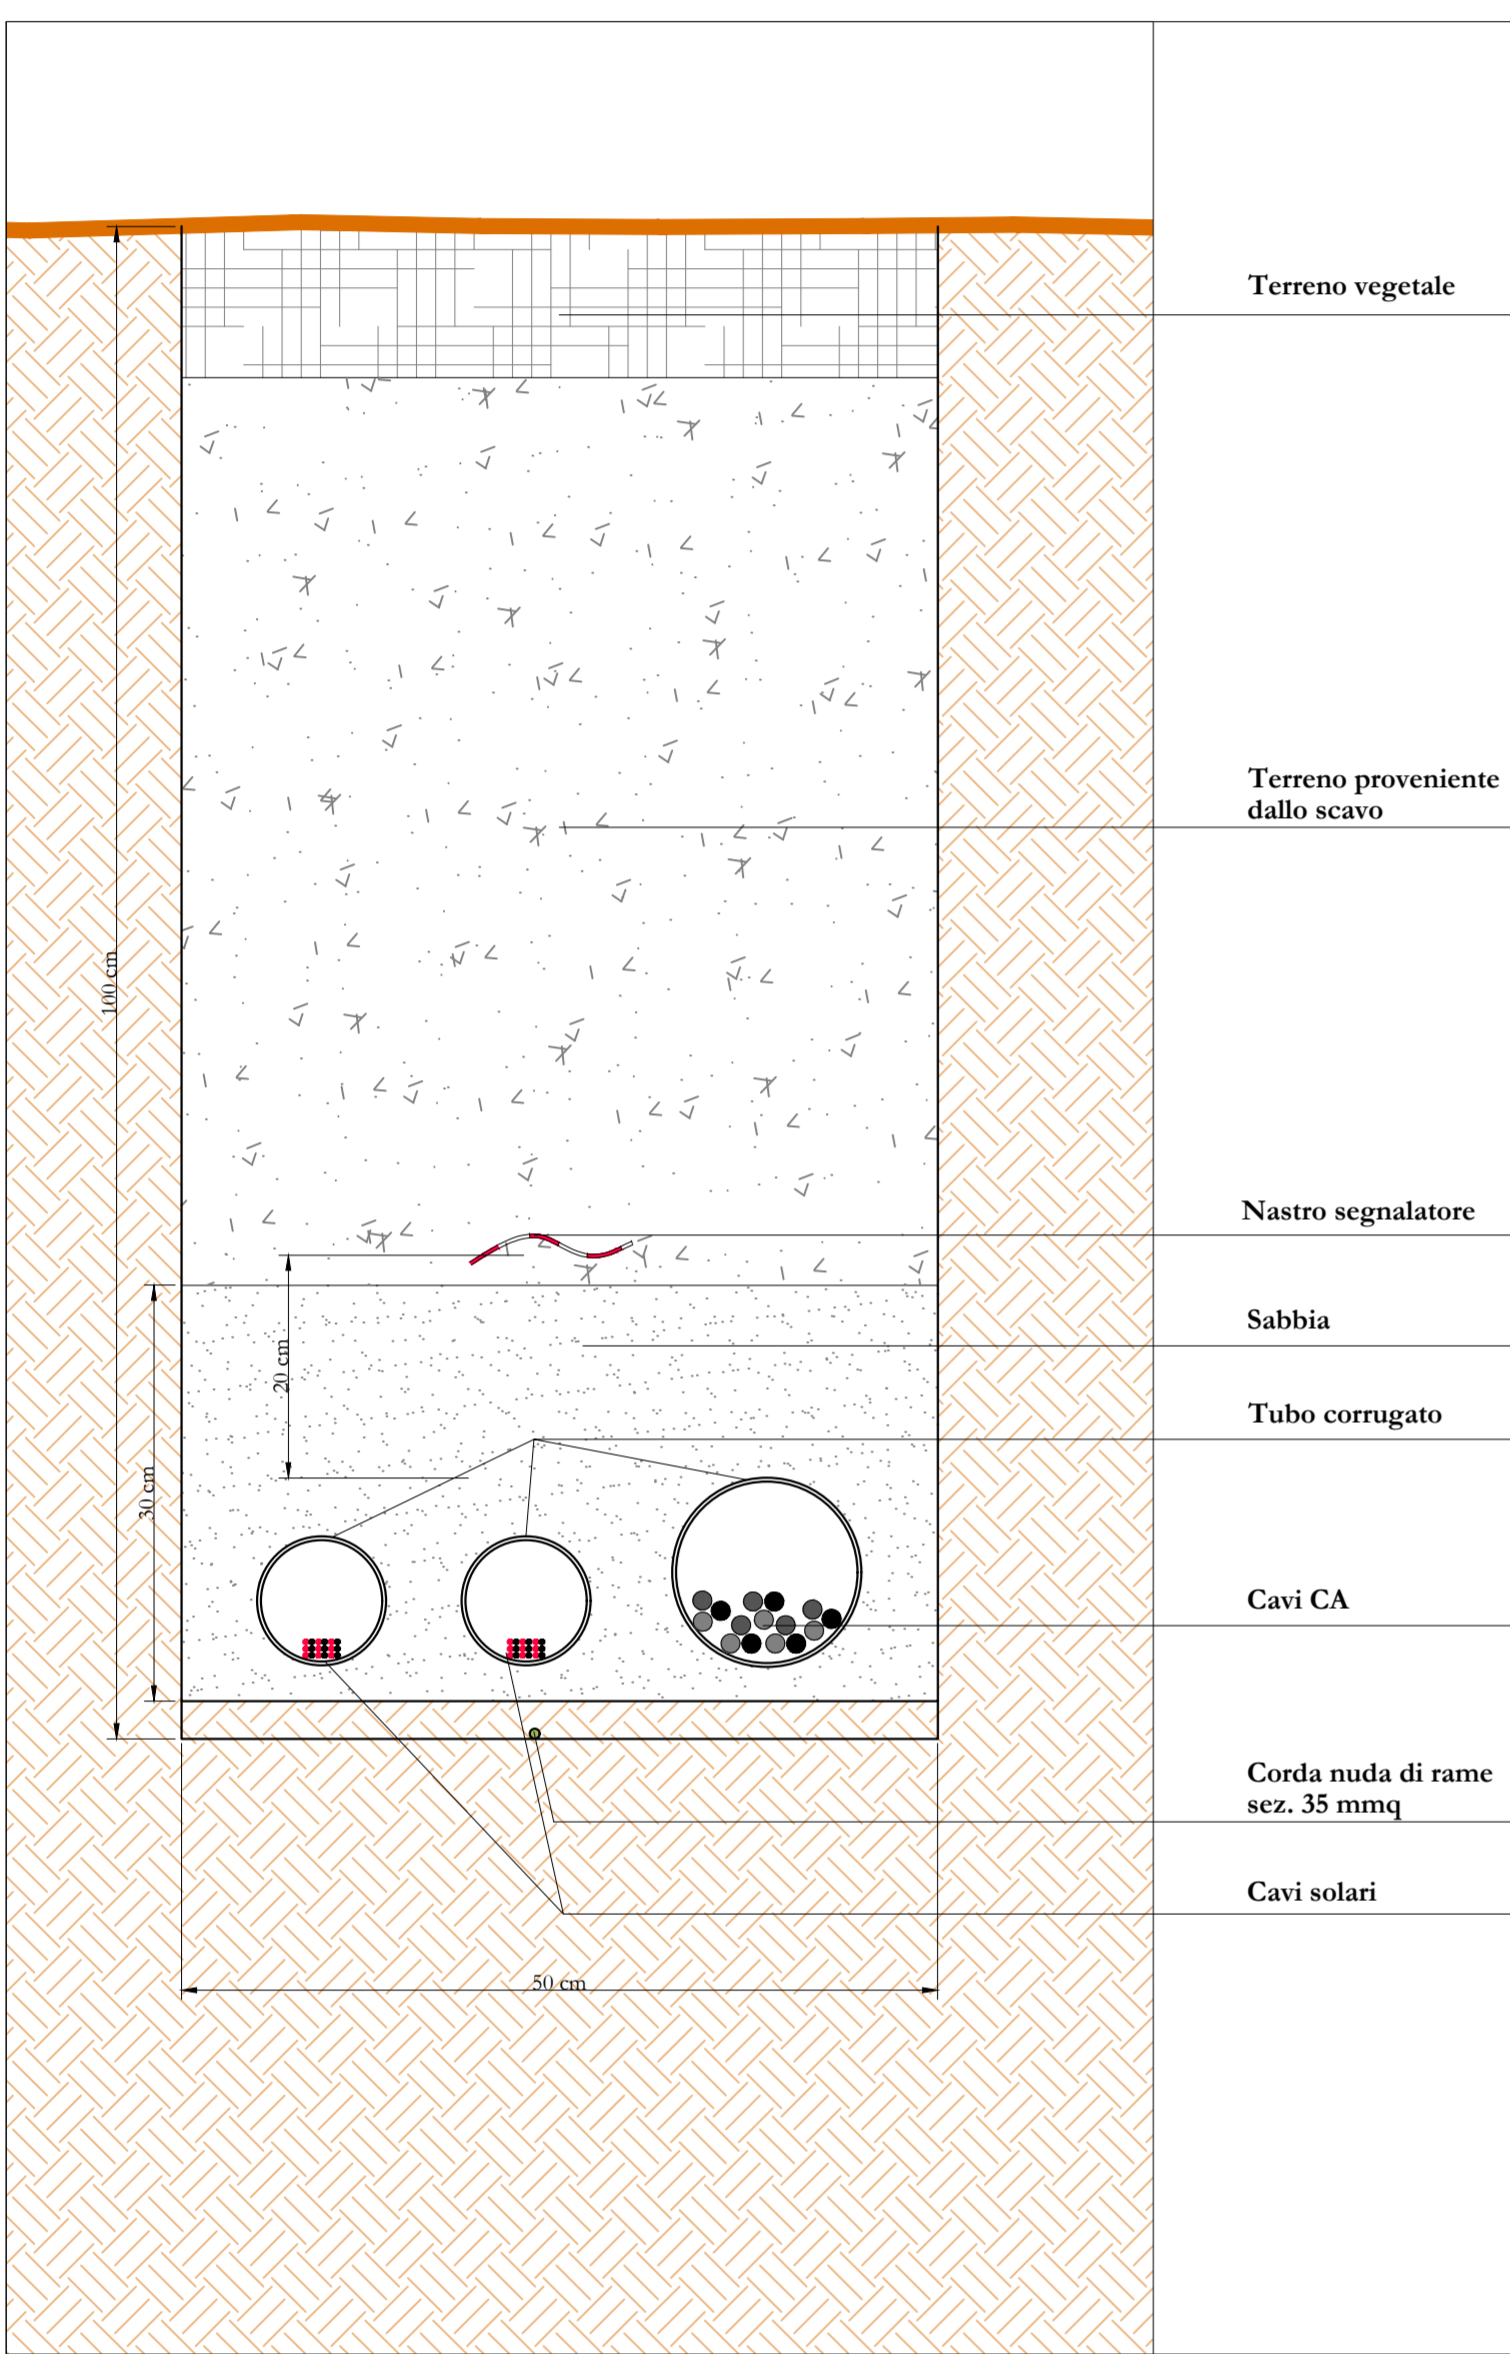 Terreno vegetale
Terreno proveniente
dallo scavo
100 cm
Nastro segnalatore
Sabbia
20 cm
Tubo corrugato
30 cm
Cavi CA
Corda nuda di rame
sez. 35 mmq
Cavi solari
50 cm